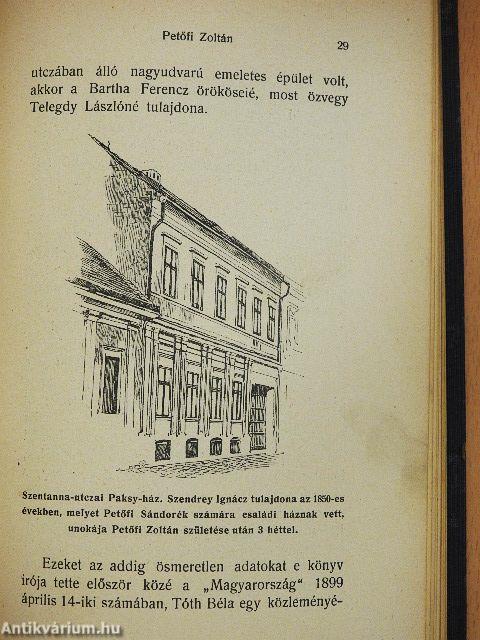 Petőfi Zoltán
29
utczában álló nagyudvarú emeletes épület volt,
akkor a Bartha Ferencz örököseié, most özvegy
Telegdy Lászlóné tulajdona.
Szentanna-utczai Paksy-ház. Szendrey Ignácz tulajdona az 1850-es
években, melyet Petőfi Sándorék számára családi háznak vett,
unokája Petőfi Zoltán születése után 3 héttel.
Ezeket az addig ösmeretlen adatokat e könyv
irója tette először közé a „Magyarország" 1899
április 14-iki számában, Tóth Béla egy közleményé-
Antikvárium.hu